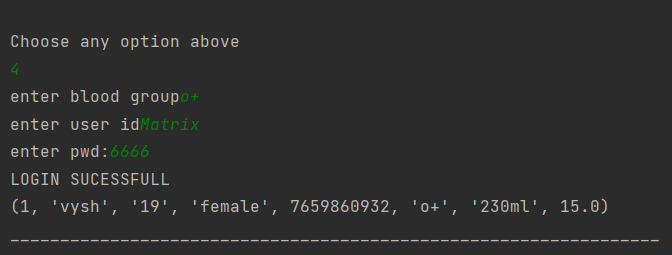 Choose any option above
4
enter blood groupo+
enter user idMatrix
enter pwd:6666
LOGIN SUCESSFULL
(1, 'vysh', '19', 'female', 7659860932, 'o+', '230ml', 15.0)
_________________________________________________________________